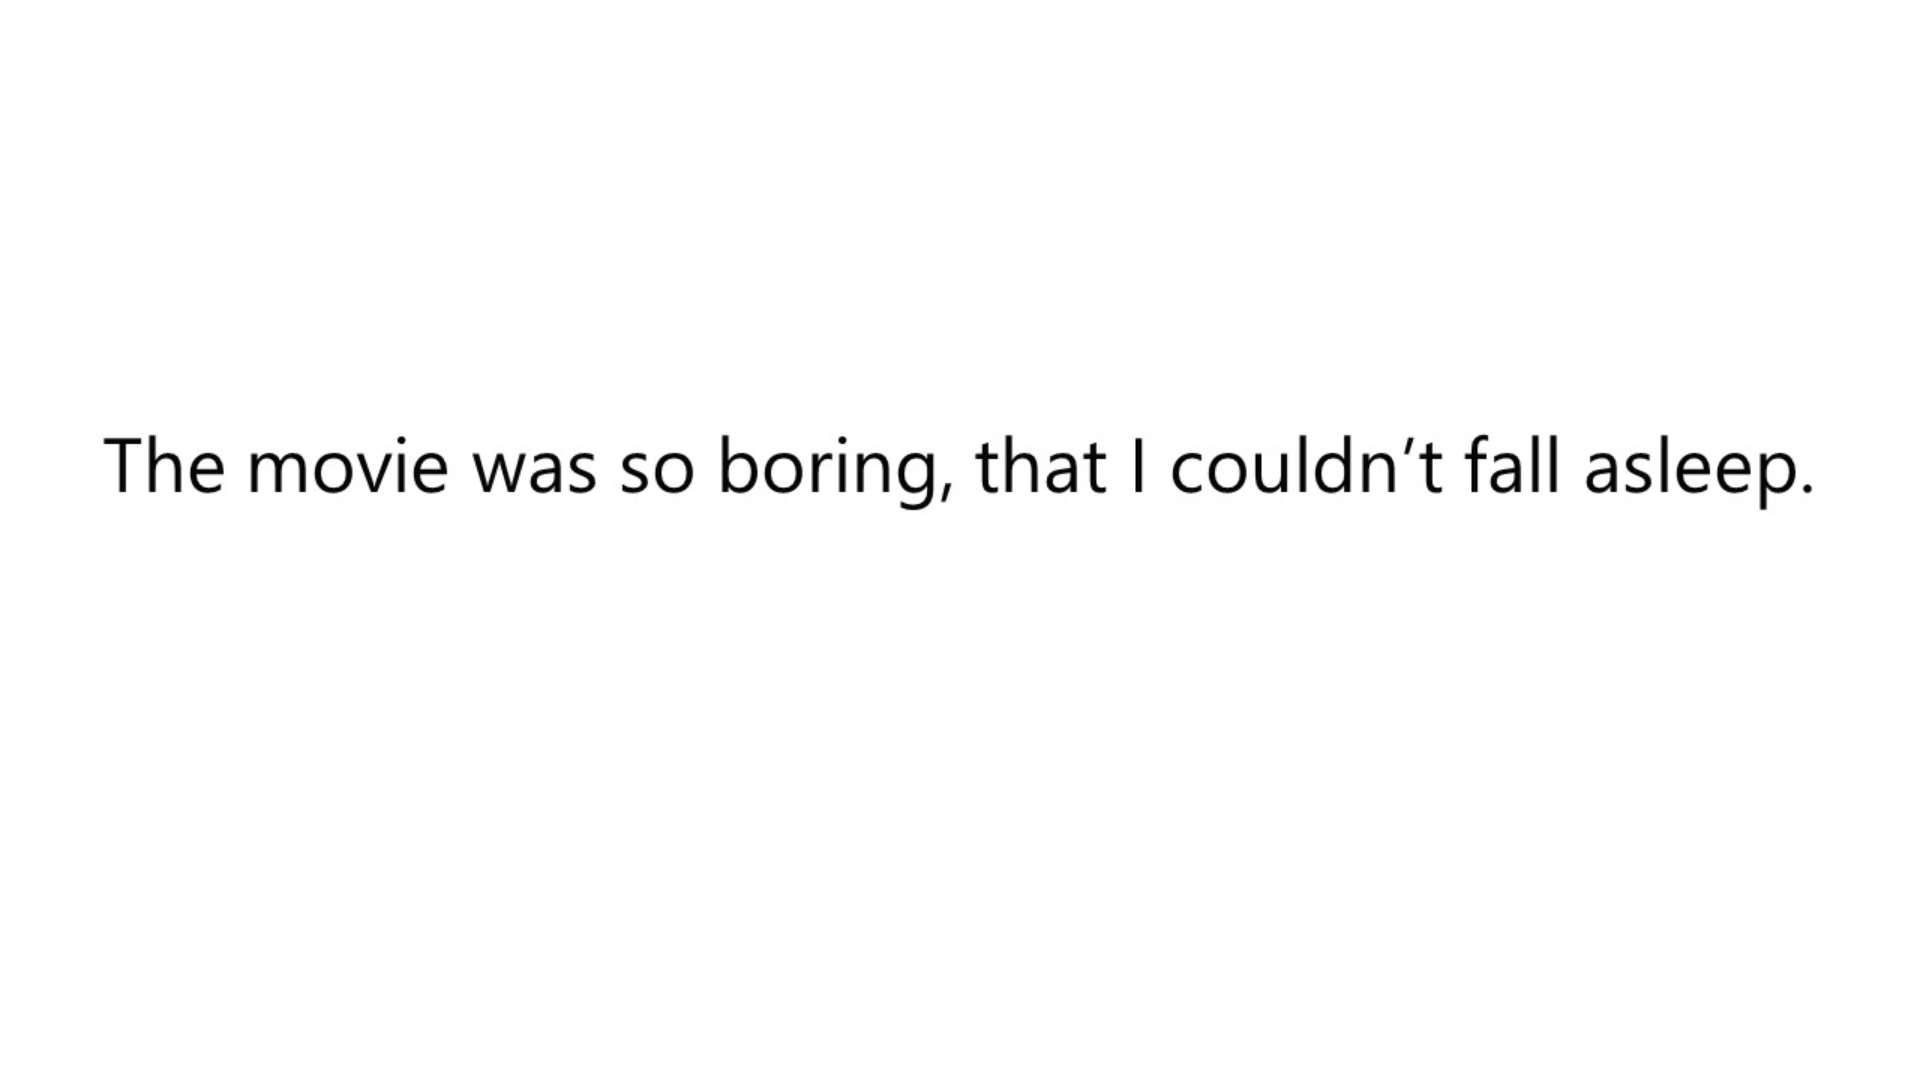 The movie was so boring, that I couldn’t fall asleep.